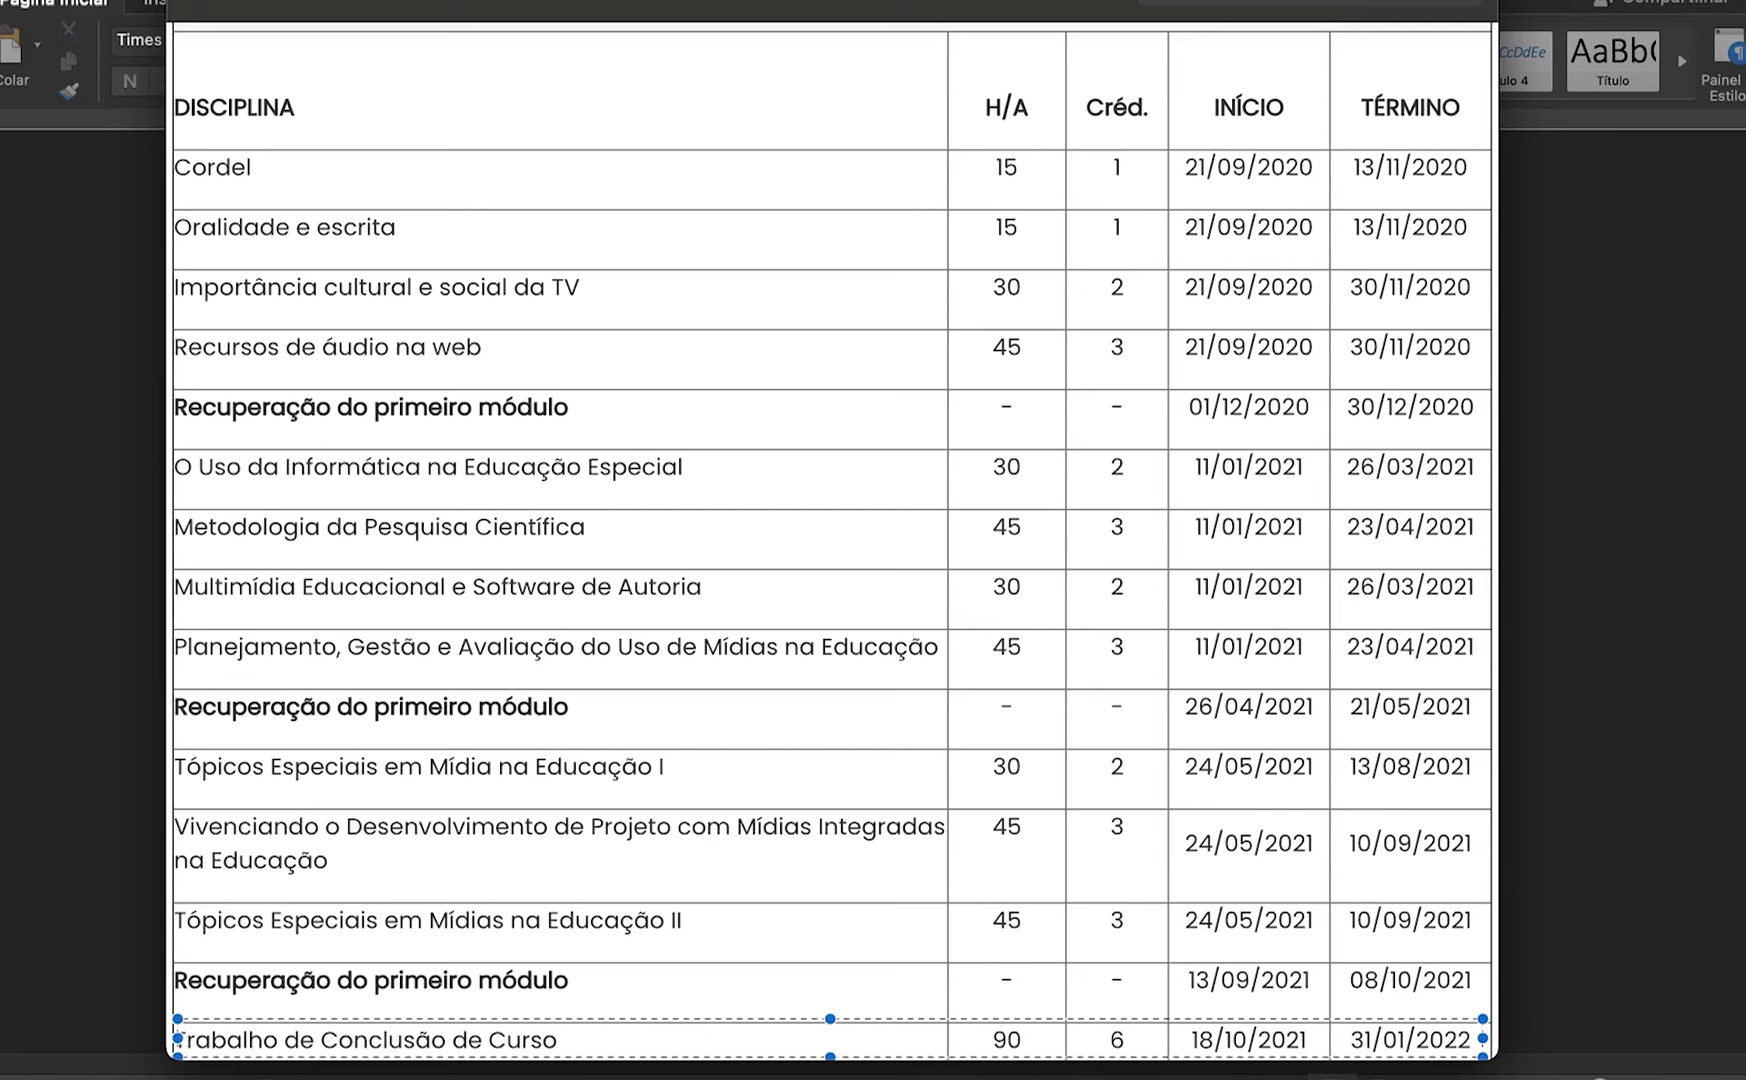 Página Inicial
Ins
Compartilhar
Colar
Times
N
CcDdEe
ulo 4
AaBb(
Título
Painel
Estilo
DISCIPLINA H/A Créd. INÍCIO TÉRMINO
Cordel 15 1 21/09/2020 13/11/2020
Oralidade e escrita 15 1 21/09/2020 13/11/2020
Importância cultural e social da TV 30 2 21/09/2020 30/11/2020
Recursos de áudio na web 45 3 21/09/2020 30/11/2020
Recuperação do primeiro módulo - - 01/12/2020 30/12/2020
O Uso da Informática na Educação Especial 30 2 11/01/2021 26/03/2021
Metodologia da Pesquisa Científica 45 3 11/01/2021 23/04/2021
Multimídia Educacional e Software de Autoria 30 2 11/01/2021 26/03/2021
Planejamento, Gestão e Avaliação do Uso de Mídias na Educação 45 3 11/01/2021 23/04/2021
Recuperação do primeiro módulo - - 26/04/2021 21/05/2021
Tópicos Especiais em Mídia na Educação I 30 2 24/05/2021 13/08/2021
Vivenciando o Desenvolvimento de Projeto com Mídias Integradas 45 3
na Educação 24/05/2021 10/09/2021
Tópicos Especiais em Mídias na Educação II 45 3 24/05/2021 10/09/2021
Recuperação do primeiro módulo - - 13/09/2021 08/10/2021
Trabalho de Conclusão de Curso 90 6 18/10/2021 31/01/2022